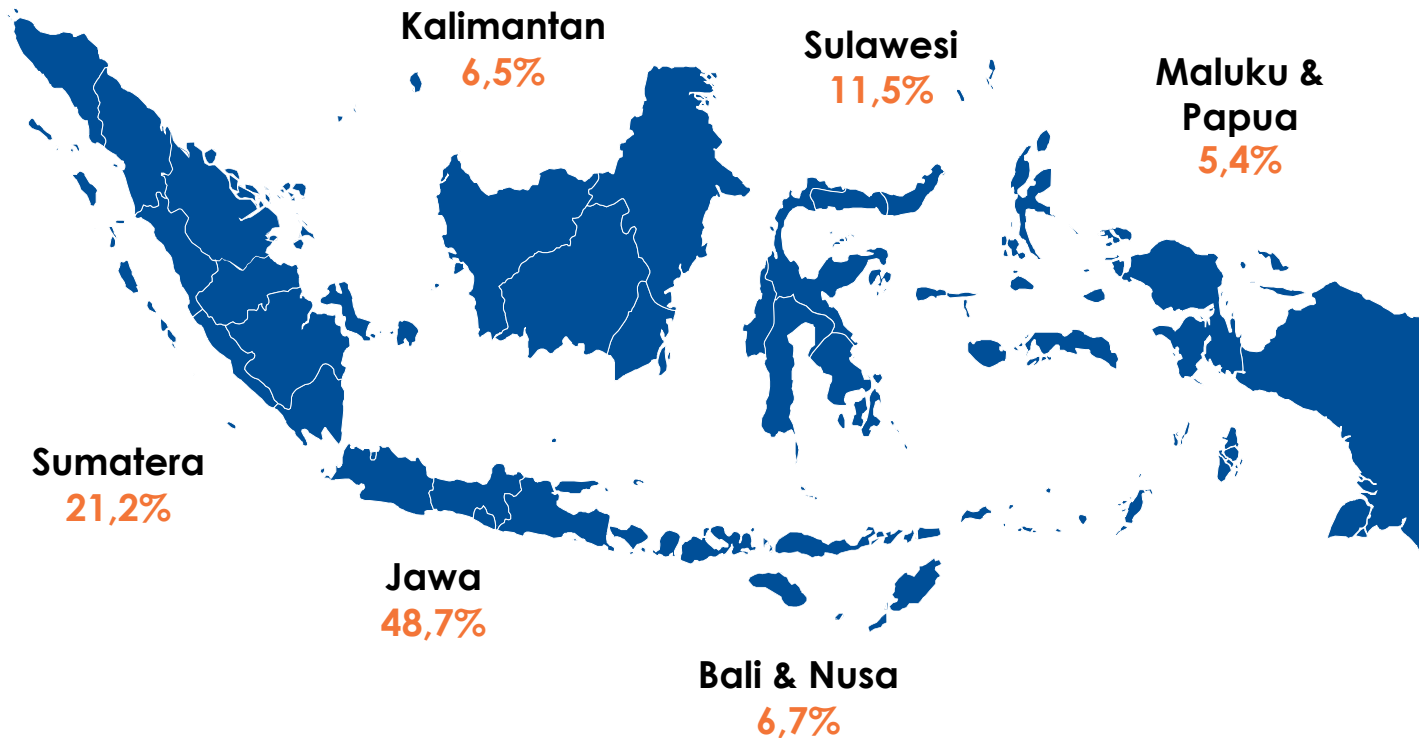 Kalimantan
6,5%
Sulawesi
11,5%
Maluku &
Papua
5,4%
Sumatera
21,2%
Jawa
48,7%
Bali & Nusa
6,7%